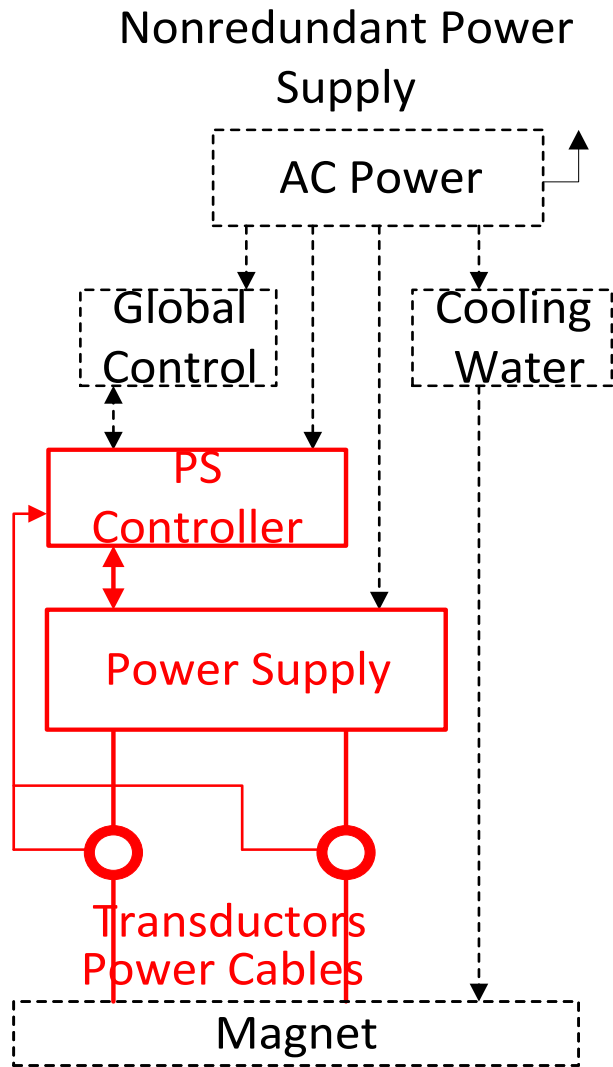 Nonredundant Power
Supply
AC Power
Global
Control
Cooling
Water
PS
Controller
Power Supply
Transductors
Power Cables
Magnet